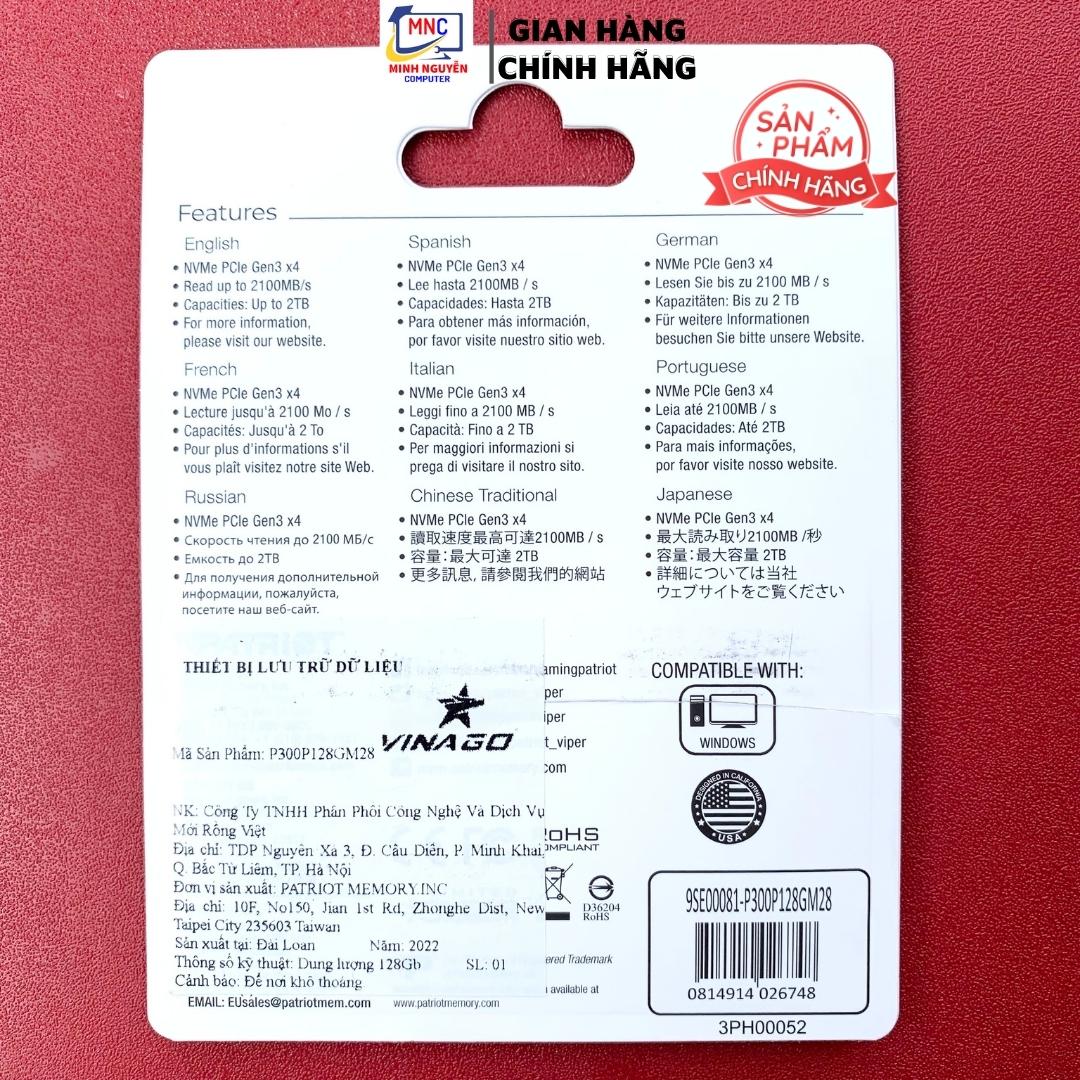 MNC
MINH NGUYỄN
COMPUTER
GIAN HÀNG
CHÍNH HÃNG
SẢN
PHẨM
CHÍNH HÃNG
Features
English
• NVMe PCIe Gen3 x4
• Read up to 2100MB/s
• Capacities: Up to 2TB
• For more information,
please visit our website.
Spanish
• NVMe PCIe Gen3 x4
• Lee hasta 2100MB / s
• Capacidades: Hasta 2TB
• Para obtener más información,
por favor visite nuestro sitio web.
German
• NVMe PCIe Gen3 x4
• Lesen Sie bis zu 2100 MB / s
• Kapazitäten: Bis zu 2 TB
• Für weitere Informationen
besuchen Sie bitte unsere Website.
French
• NVMe PCIe Gen3 x4
• Lecture jusqu'à 2100 Mo / s
• Capacités: Jusqu'à 2 To
• Pour plus d'informations s'il
vous plaît visitez notre site Web.
Italian
• NVMe PCIe Gen3 x4
• Leggi fino a 2100 MB / s
• Capacità: Fino a 2 TB
• Per maggiori informazioni si
prega di visitare il nostro sito.
Portuguese
• NVMe PCIe Gen3 x4
• Leia até 2100MB / s
• Capacidades: Até 2TB
• Para mais informações,
por favor visite nosso website.
Russian
• NVMe PCIe Gen3 x4
• Скорость чтения до 2100 МБ/с
• Емкость до 2TB
• Для получения дополнительной
информации, пожалуйста,
посетите наш веб-сайт.
Chinese Traditional
• NVMe PCIe Gen3 x4
• 讀取速度最高可達2100MB / s
• 容量：最大可達 2TB
• 更多訊息, 請參閱我們的網站
Japanese
• NVMe PCIe Gen3 x4
• 最大読み取り2100MB /秒
• 容量：最大容量 2TB
• 詳細については当社
ウェブサイトをご覧ください
THIẾT BỊ LƯU TRỮ DỮ LIỆU
VINAGO
Mã Sản Phẩm: P300P128GM28
NK: Công Ty TNHH Phân Phối Công Nghệ Và Dịch Vụ
Mới Rồng Việt
Địa chỉ: TDP Nguyên Xá 3, Đ. Cầu Diễn, P. Minh Khai,
Q. Bắc Từ Liêm, TP. Hà Nội
Đơn vị sản xuất: PATRIOT MEMORY.INC
Địa chỉ: 10F, No150, Jian 1st Rd, Zhonghe Dist, New
Taipei City 235603 Taiwan
Sản xuất tại: Đài Loan Năm: 2022
Thông số kỹ thuật: Dung lượng 128Gb SL: 01
Cảnh báo: Để nơi khô thoáng
EMAIL: EUsales@patriotmem.com www.patriotmemory.com
amingpatriot
per
iper
t_viper
com
RoHS
OMPLIANT
D36204
RoHS
ered Trademark
available at
COMPATIBLE WITH:
WINDOWS
DESIGNED IN CALIFORNIA
USA
9SE00081-P300P128GM28
0814914 026748
3PH00052